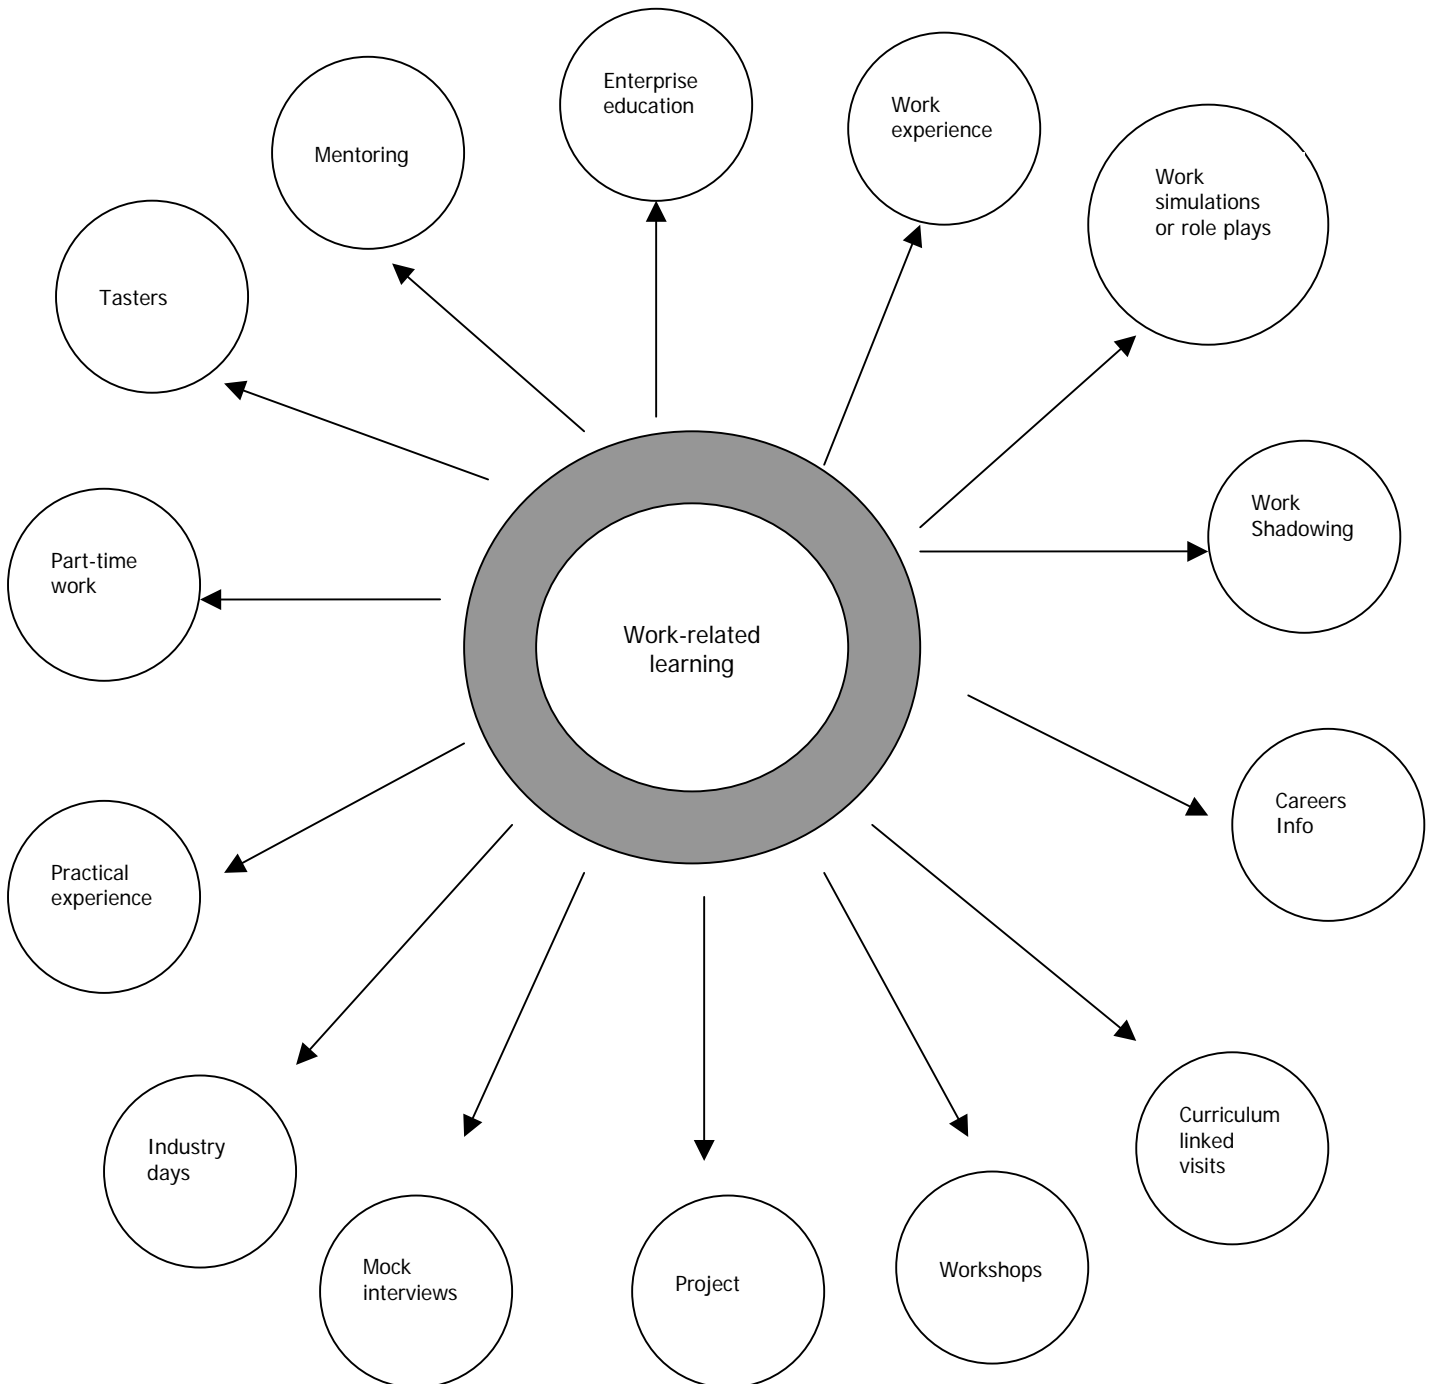 Enterprise
education
Work
experience
Mentoring
Work
simulations
or role plays
Tasters
Work
Shadowing
Part-time
work
Work-related
learning
Careers
Info
Practical
experience
Curriculum
linked
visits
Industry
days
Mock
interviews
Project
Workshops